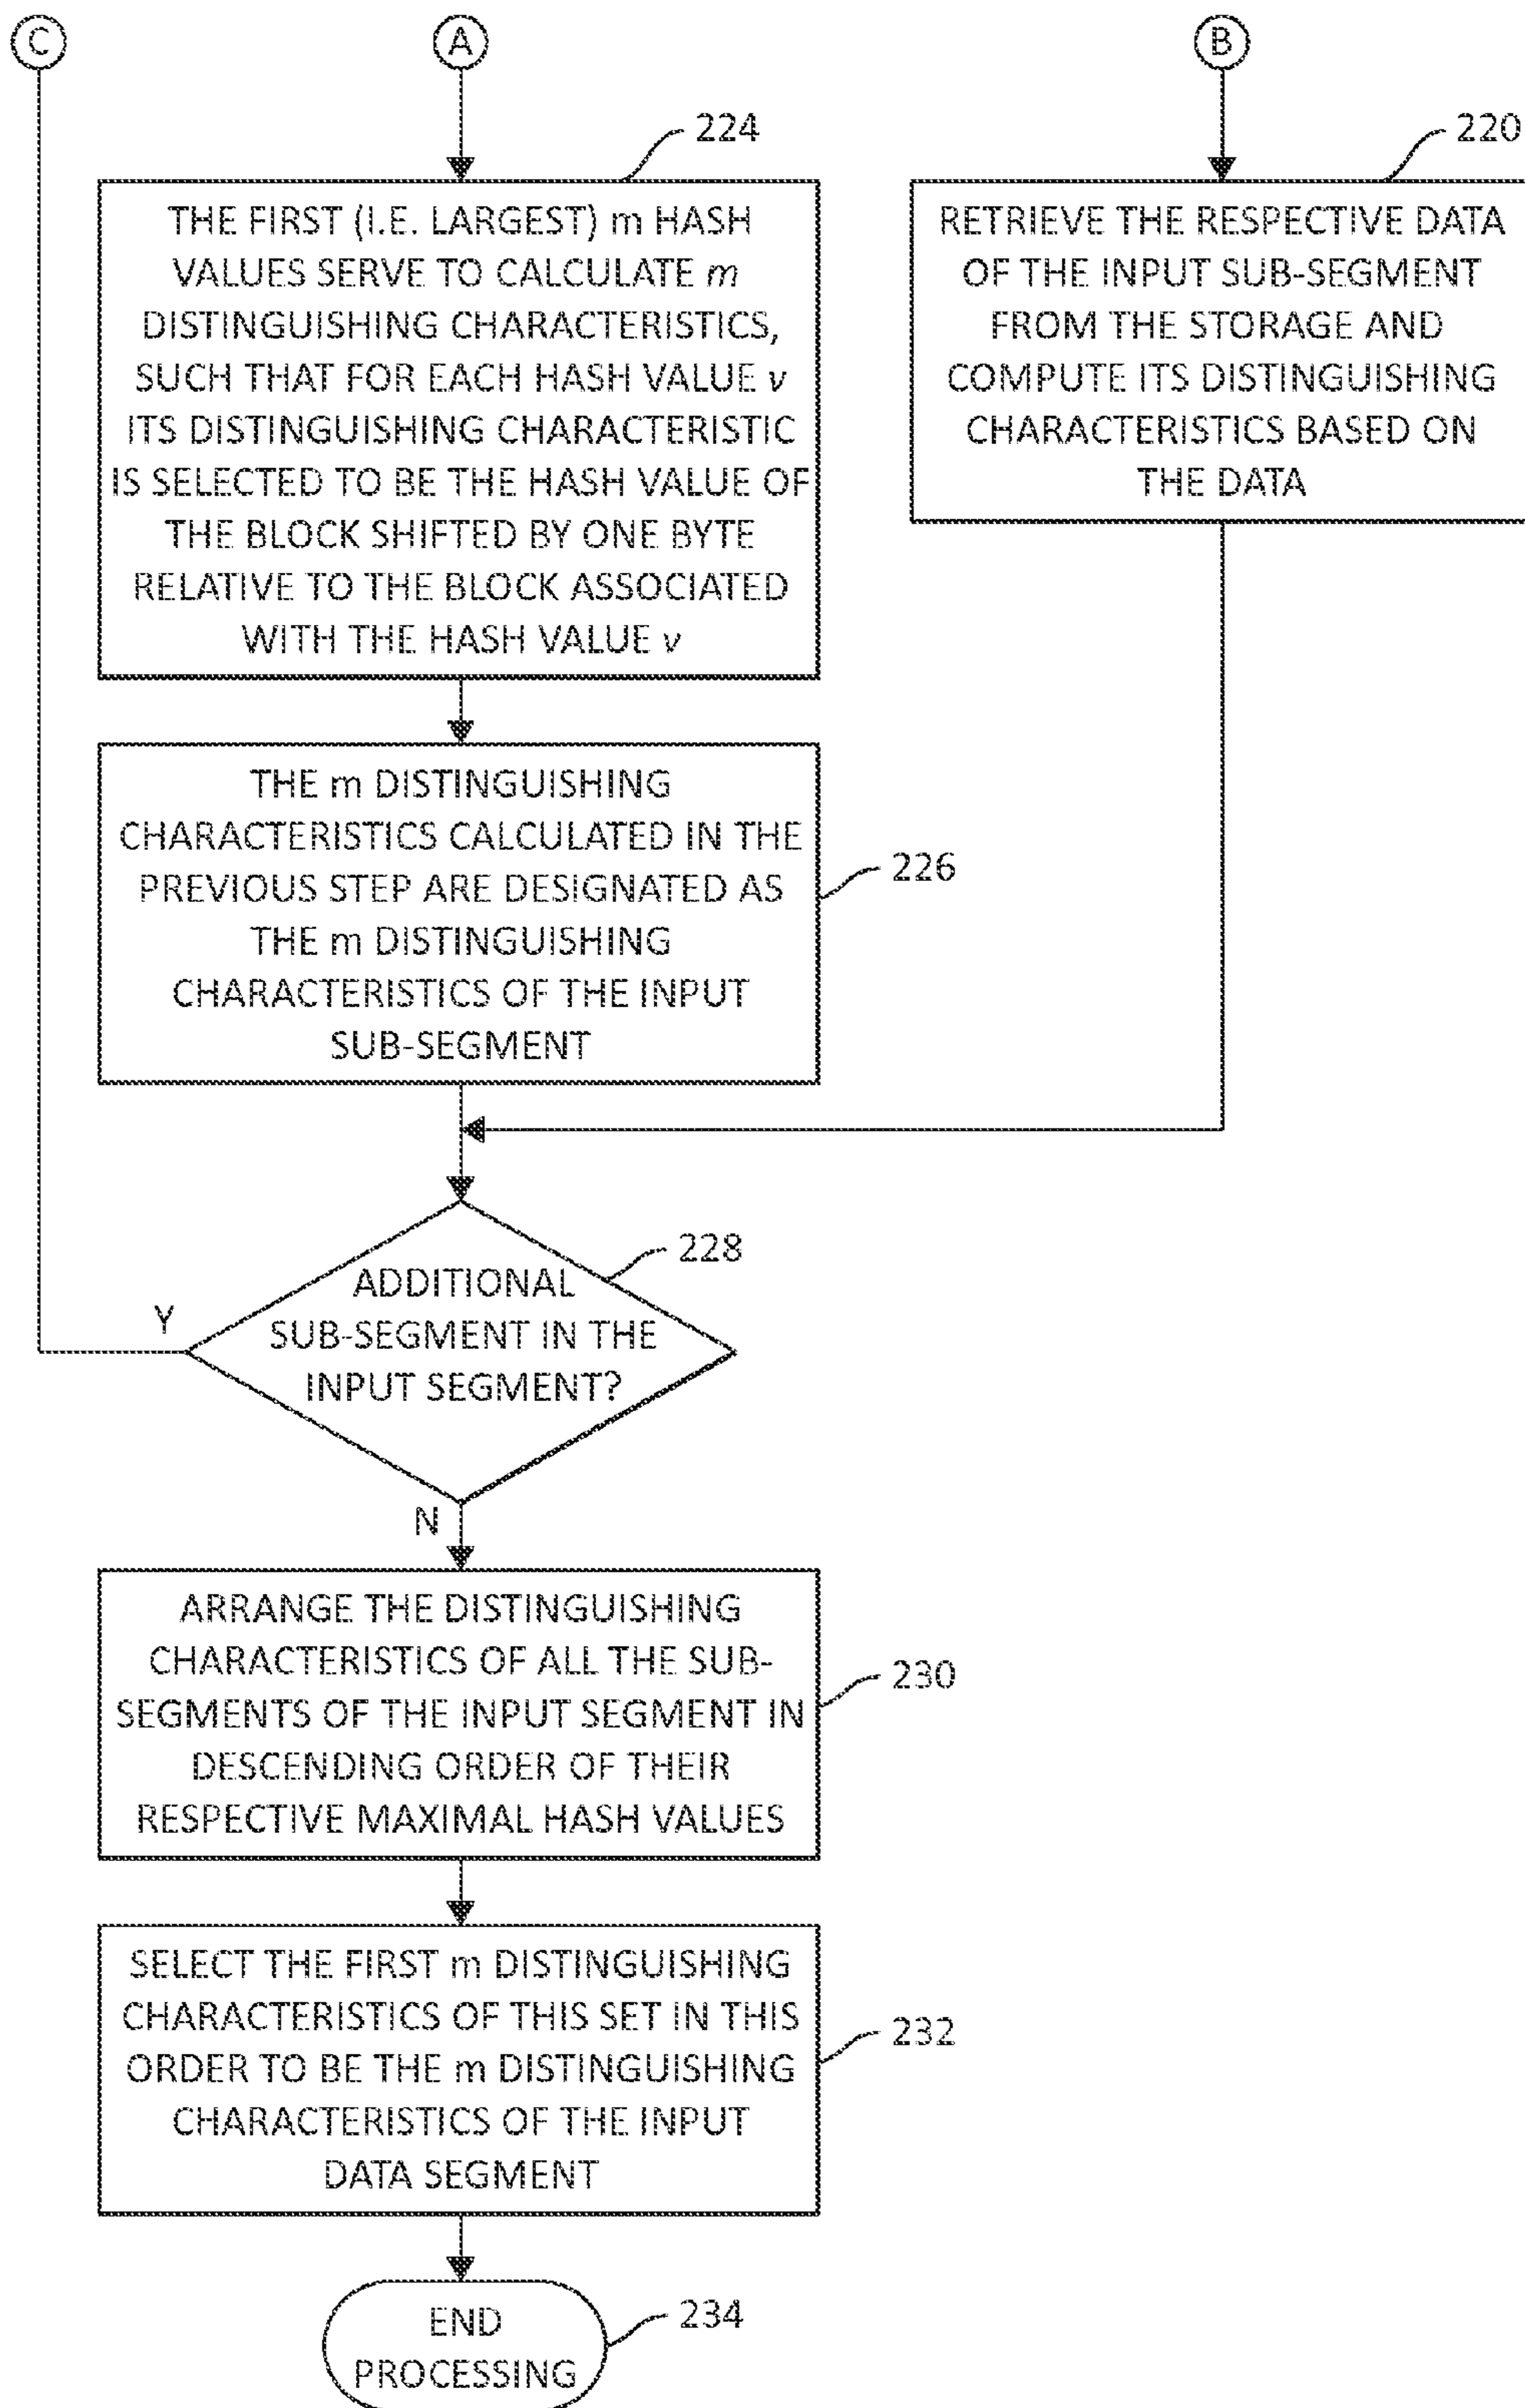 C
A
B
224
THE FIRST (I.E. LARGEST) m HASH
VALUES SERVE TO CALCULATE m
DISTINGUISHING CHARACTERISTICS,
SUCH THAT FOR EACH HASH VALUE v
ITS DISTINGUISHING CHARACTERISTIC
IS SELECTED TO BE THE HASH VALUE OF
THE BLOCK SHIFTED BY ONE BYTE
RELATIVE TO THE BLOCK ASSOCIATED
WITH THE HASH VALUE v
220
RETRIEVE THE RESPECTIVE DATA
OF THE INPUT SUB-SEGMENT
FROM THE STORAGE AND
COMPUTE ITS DISTINGUISHING
CHARACTERISTICS BASED ON
THE DATA
THE m DISTINGUISHING
CHARACTERISTICS CALCULATED IN THE
PREVIOUS STEP ARE DESIGNATED AS
THE m DISTINGUISHING
CHARACTERISTICS OF THE INPUT
SUB-SEGMENT
226
228
ADDITIONAL
SUB-SEGMENT IN THE
INPUT SEGMENT?
Y
N
ARRANGE THE DISTINGUISHING
CHARACTERISTICS OF ALL THE SUB-
SEGMENTS OF THE INPUT SEGMENT IN
DESCENDING ORDER OF THEIR
RESPECTIVE MAXIMAL HASH VALUES
230
SELECT THE FIRST m DISTINGUISHING
CHARACTERISTICS OF THIS SET IN THIS
ORDER TO BE THE m DISTINGUISHING
CHARACTERISTICS OF THE INPUT
DATA SEGMENT
232
END
PROCESSING
234